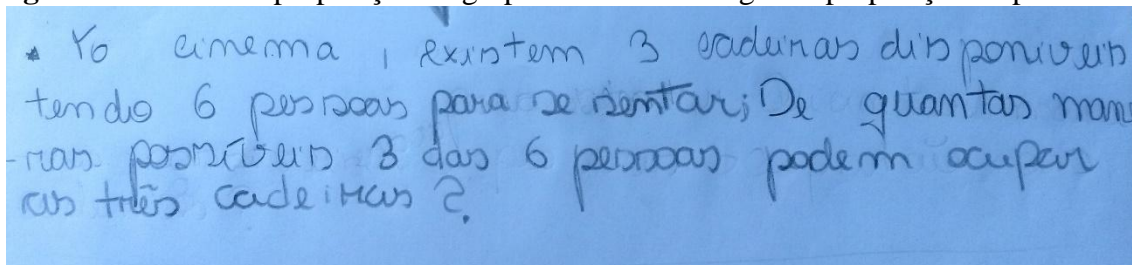 No cinema, existem 3 cadeiras disponiveis
tendo 6 pessoas para se sentar; De quantas manei
-ras possíveis 3 das 6 pessoas podem ocupar
as três cadeiras?